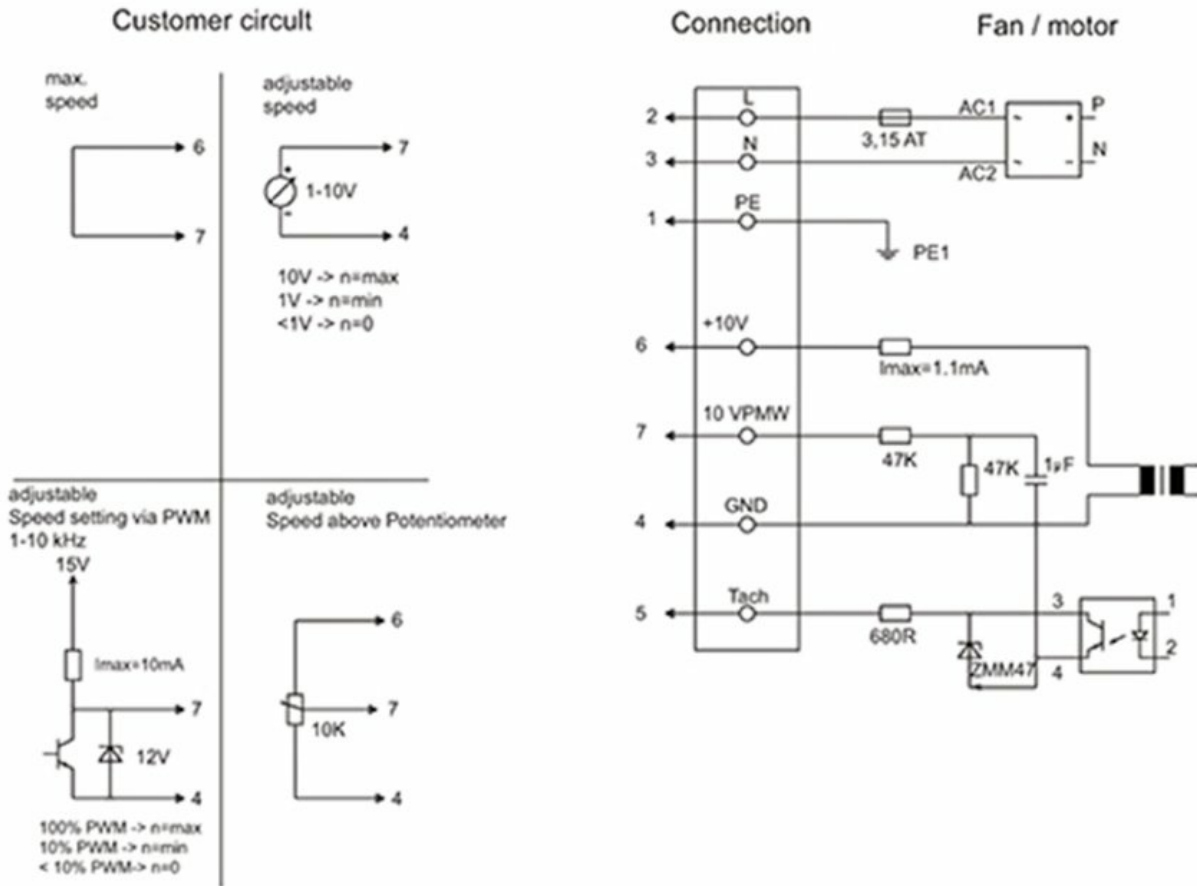 Customer circuit
Connection
Fan / motor
max.
speed
6
7
adjustable
speed
7
+
1-10V
-
4
10V -> n=max
1V -> n=min
<1V -> n=0
adjustable
Speed setting via PWM
1-10 kHz
15V
Imax=10mA
7
12V
4
100% PWM -> n=max
10% PWM -> n=min
< 10% PWM-> n=0
adjustable
Speed above Potentiometer
6
7
10K
4
L
2
3,15 AT
AC1
~
+
P
N
3
AC2
~
-
N
PE
1
PE1
+10V
6
Imax=1.1mA
10 VPMW
7
47K
47K
1µF
GND
4
Tach
5
680R
ZMM47
3
4
1
2